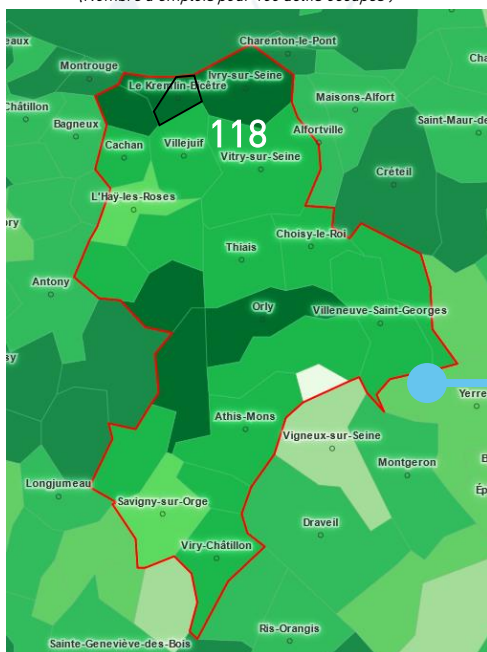 (Nombre d'emplois pour 100 actifs occupés )
eaux
Charenton-le-Pont
Montrouge
Cha
Le Kremlin-Bicêtre
Ivry-sur-Seine
Maisons-Alfort
Châtillon
Bagneux
118
Alfortville
Saint-Maur-de
Cachan
Villejuif
Vitry-sur-Seine
Créteil
L'Haÿ-les-Roses
ry
Thiais
Choisy-le-Roi
Antony
Orly
Villeneuve-Saint-Georges
sy
Yerre
Athis-Mons
Vigneux-sur-Seine
Montgeron
B
Longjumeau
Ép
Savigny-sur-Orge
Draveil
Viry-Châtillon
Ris-Orangis
Sainte-Geneviève-des-Bois